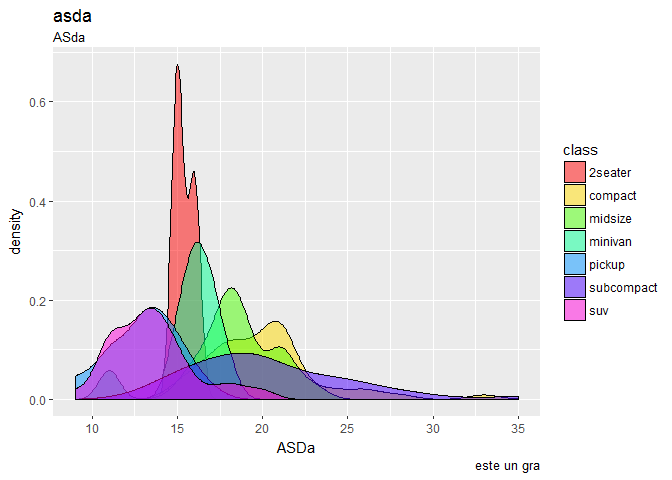 asda
ASda
density
0.6
0.4
0.2
0.0
10 15 20 25 30 35
ASDa
este un gra
class
2seater
compact
midsize
minivan
pickup
subcompact
suv